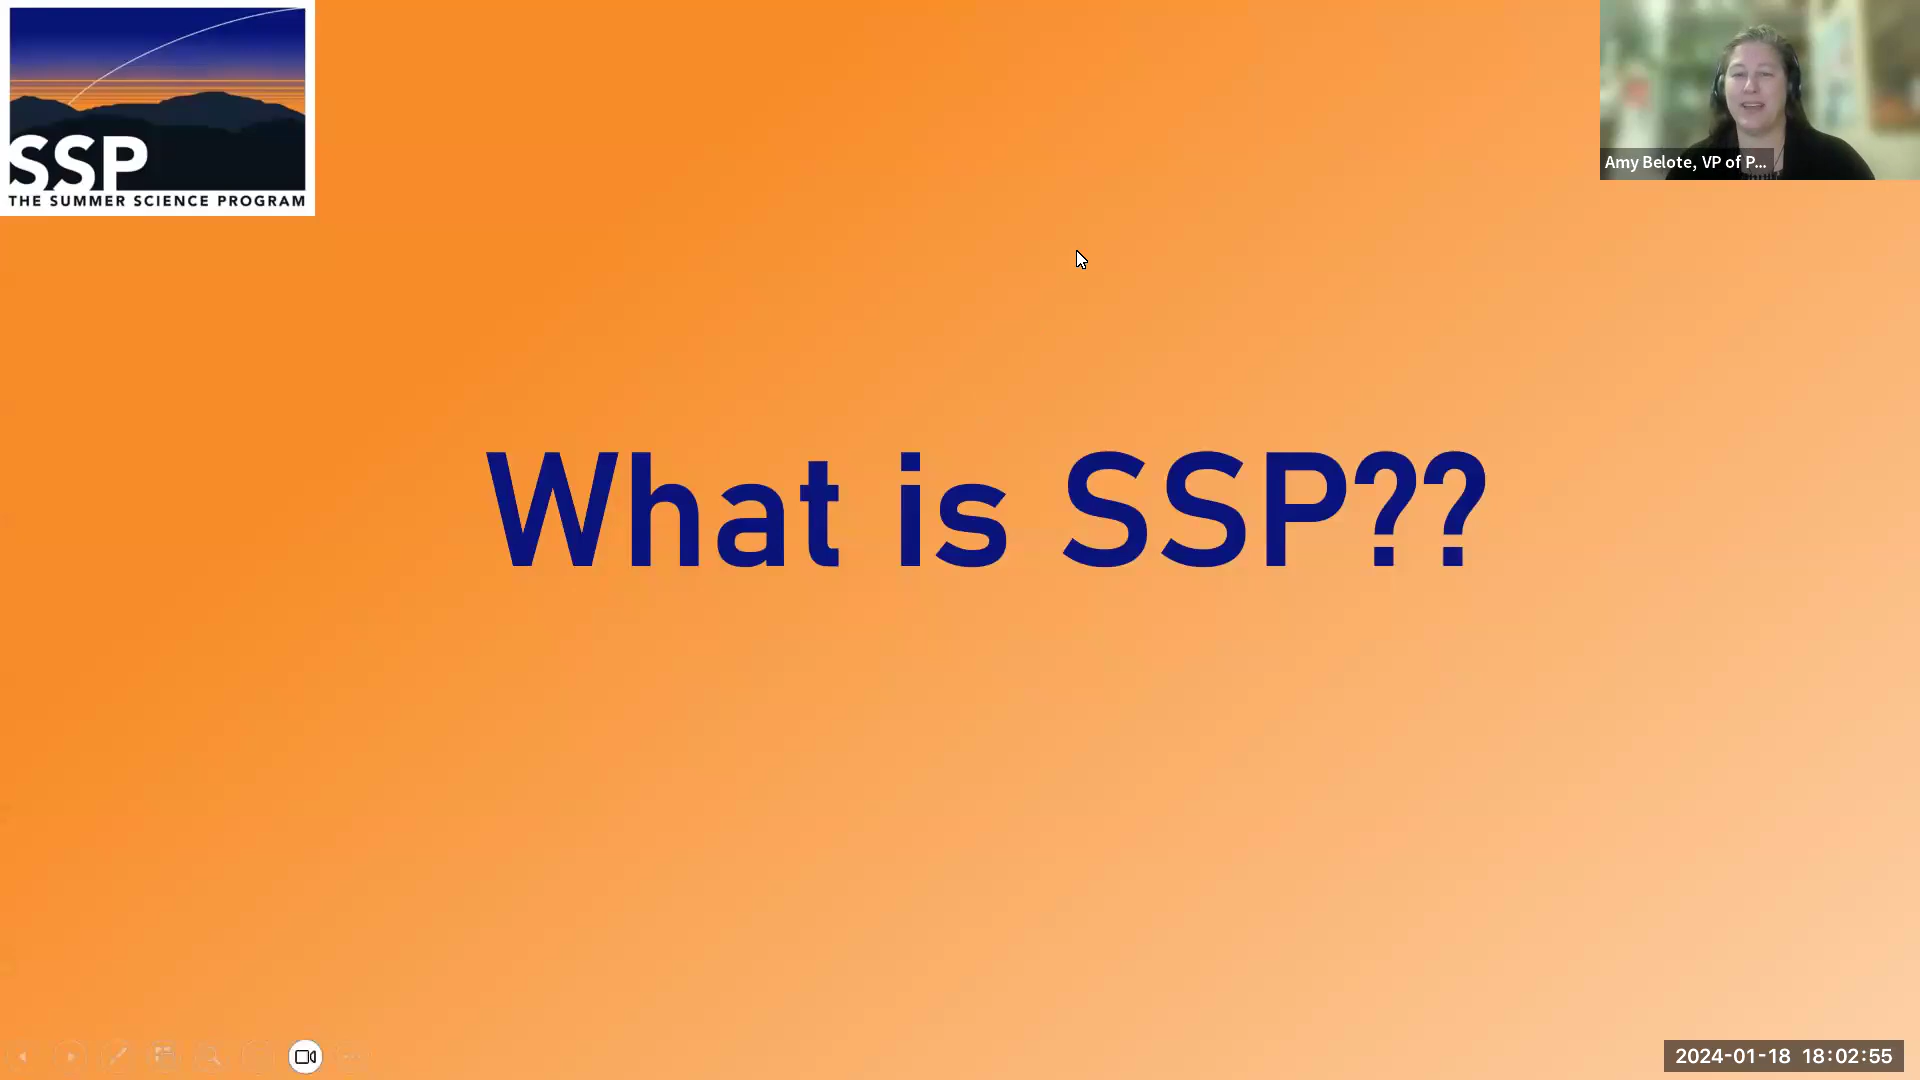 SSP
THE SUMMER SCIENCE PROGRAM
Amy Belote, VP of P...
What is SSP??
2024-01-18 18:02:55